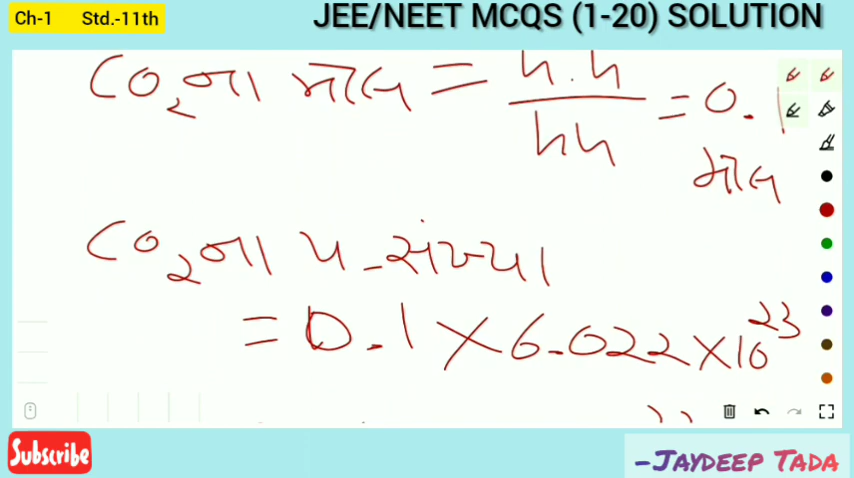 Ch-1 Std.-11th
JEE/NEET MCQS (1-20) SOLUTION
CO₂ના મોલ = ૪.૪ / ૪૪ = 0.1
મોલ
CO₂ના સંખ્યા
= 0.1 × 6.022 × 10²³
Subscribe
-JAYDEEP TADA